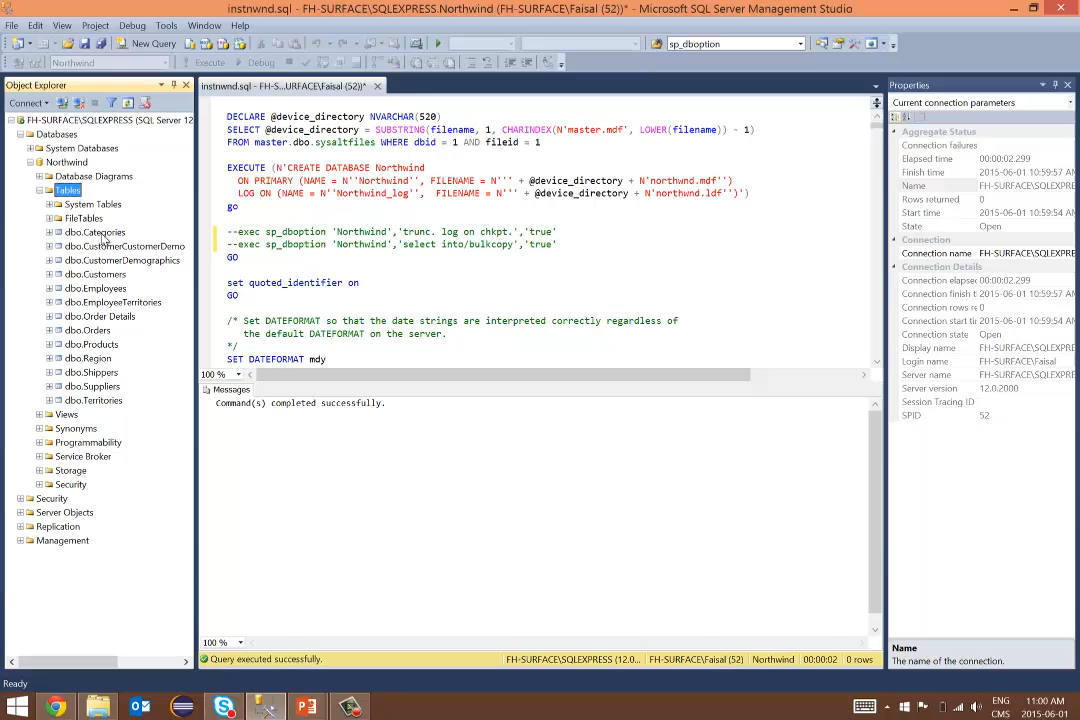 instnwnd.sql - FH-SURFACE\SQLEXPRESS.Northwind (FH-SURFACE\Faisal (52))* - Microsoft SQL Server Management Studio
File Edit View Project Debug Tools Window Help
New Query
sp_dboption
Northwind
Execute
Debug
Object Explorer
Connect
FH-SURFACE\SQLEXPRESS (SQL Server 12
Databases
System Databases
Northwind
Database Diagrams
Tables
System Tables
FileTables
dbo.Categories
dbo.CustomerCustomerDemo
dbo.CustomerDemographics
dbo.Customers
dbo.Employees
dbo.EmployeeTerritories
dbo.Order Details
dbo.Orders
dbo.Products
dbo.Region
dbo.Shippers
dbo.Suppliers
dbo.Territories
Views
Synonyms
Programmability
Service Broker
Storage
Security
Security
Server Objects
Replication
Management
instnwnd.sql - FH-S...URFACE\Faisal (52))*
DECLARE @device_directory NVARCHAR(520)
SELECT @device_directory = SUBSTRING(filename, 1, CHARINDEX(N'master.mdf', LOWER(filename)) - 1)
FROM master.dbo.sysaltfiles WHERE dbid = 1 AND fileid = 1
EXECUTE (N'CREATE DATABASE Northwind
ON PRIMARY (NAME = N''Northwind'', FILENAME = N''' + @device_directory + N'northwnd.mdf'')
LOG ON (NAME = N''Northwind_log'', FILENAME = N''' + @device_directory + N'northwnd.ldf'')')
go
--exec sp_dboption 'Northwind','trunc. log on chkpt.','true'
--exec sp_dboption 'Northwind','select into/bulkcopy','true'
GO
set quoted_identifier on
GO
/* Set DATEFORMAT so that the date strings are interpreted correctly regardless of
the default DATEFORMAT on the server.
*/
SET DATEFORMAT mdy
100 %
Messages
Command(s) completed successfully.
100 %
Query executed successfully.
FH-SURFACE\SQLEXPRESS (12.0... FH-SURFACE\Faisal (52) Northwind 00:00:02 0 rows
Properties
Current connection parameters
Aggregate Status
Connection failures
Elapsed time 00:00:02.299
Finish time 2015-06-01 10:59:57 AM
Name FH-SURFACE\SQLEXPRE
Rows returned 0
Start time 2015-06-01 10:59:54 AM
State Open
Connection
Connection name FH-SURFACE\SQLEXPRE
Connection Details
Connection elapsed 00:00:02.299
Connection finish t 2015-06-01 10:59:57 AM
Connection rows re 0
Connection start tir 2015-06-01 10:59:54 AM
Connection state Open
Display name FH-SURFACE\SQLEXPRE
Login name FH-SURFACE\Faisal
Server name FH-SURFACE\SQLEXPRE
Server version 12.0.2000
Session Tracing ID
SPID 52
Name
The name of the connection.
Ready
ENG
CMS
11:00 AM
2015-06-01